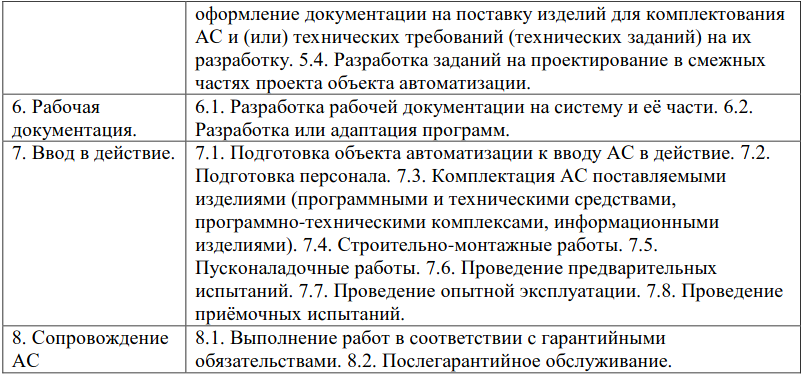 оформление документации на поставку изделий для комплектования
АС и (или) технических требований (технических заданий) на их
разработку. 5.4. Разработка заданий на проектирование в смежных
частях проекта объекта автоматизации.
6. Рабочая
документация.
6.1. Разработка рабочей документации на систему и её части. 6.2.
Разработка или адаптация программ.
7. Ввод в действие.
7.1. Подготовка объекта автоматизации к вводу АС в действие. 7.2.
Подготовка персонала. 7.3. Комплектация АС поставляемыми
изделиями (программными и техническими средствами,
программно-техническими комплексами, информационными
изделиями). 7.4. Строительно-монтажные работы. 7.5.
Пусконаладочные работы. 7.6. Проведение предварительных
испытаний. 7.7. Проведение опытной эксплуатации. 7.8. Проведение
приёмочных испытаний.
8. Сопровождение
АС
8.1. Выполнение работ в соответствии с гарантийными
обязательствами. 8.2. Послегарантийное обслуживание.